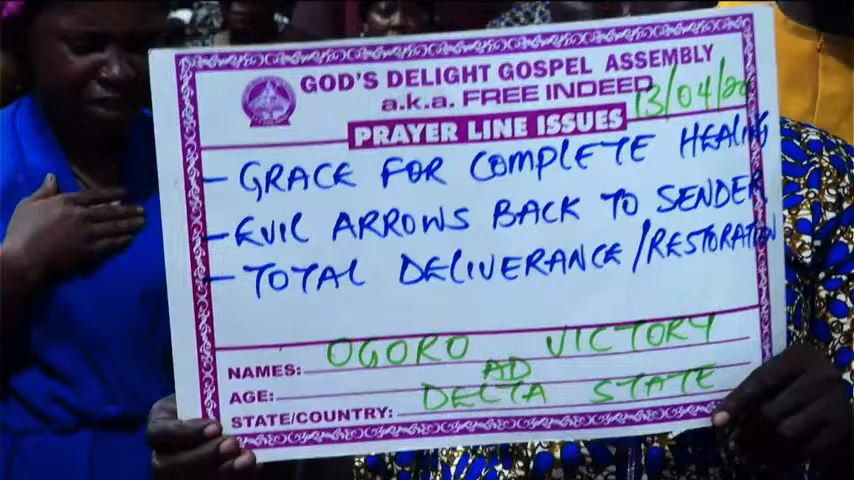 GOD'S DELIGHT GOSPEL ASSEMBLY
a.k.a. FREE INDEED
13/04/
PRAYER LINE ISSUES
- GRACE FOR COMPLETE HEALING
- EVIL ARROWS BACK TO SENDER
- TOTAL DELIVERANCE/RESTORATION
NAMES: OGORO VICTORY
AGE: AD
STATE/COUNTRY: DELTA STATE